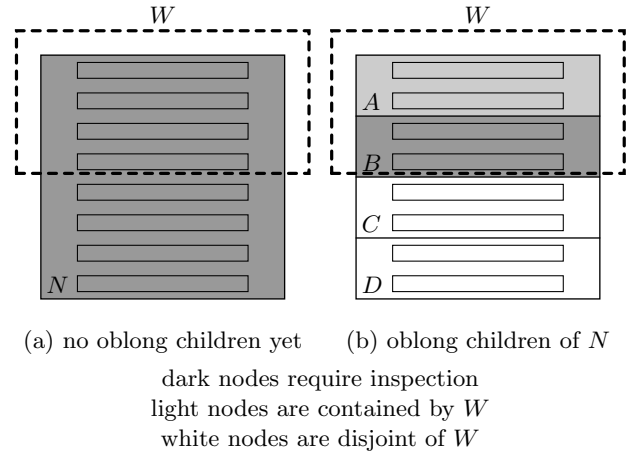 W
W
A
B
C
N
D
(a) no oblong children yet
(b) oblong children of N
dark nodes require inspection
light nodes are contained by W
white nodes are disjoint of W